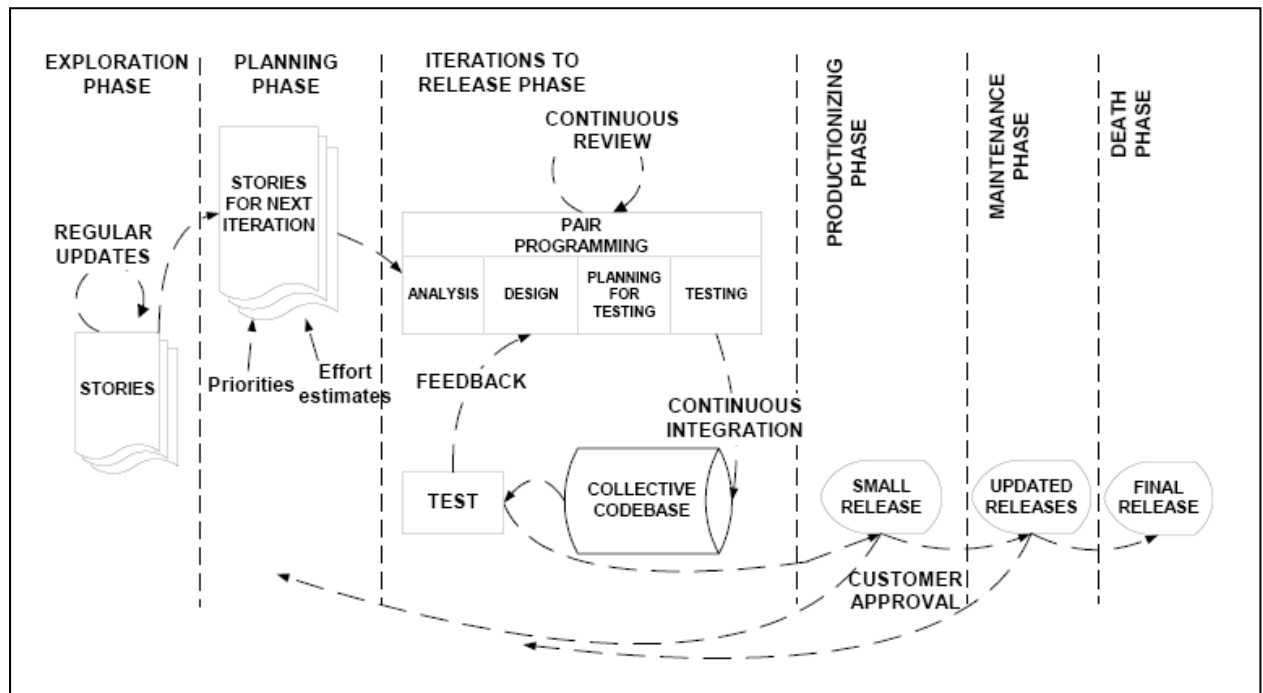 EXPLORATION
PHASE
PLANNING
PHASE
ITERATIONS TO
RELEASE PHASE
PRODUCTIONIZING
PHASE
MAINTENANCE
PHASE
DEATH
PHASE
CONTINUOUS
REVIEW
STORIES
FOR NEXT
ITERATION
REGULAR
UPDATES
PAIR
PROGRAMMING
ANALYSIS
DESIGN
PLANNING
FOR
TESTING
TESTING
STORIES
Priorities
Effort
estimates
FEEDBACK
CONTINUOUS
INTEGRATION
TEST
COLLECTIVE
CODEBASE
SMALL
RELEASE
UPDATED
RELEASES
FINAL
RELEASE
CUSTOMER
APPROVAL